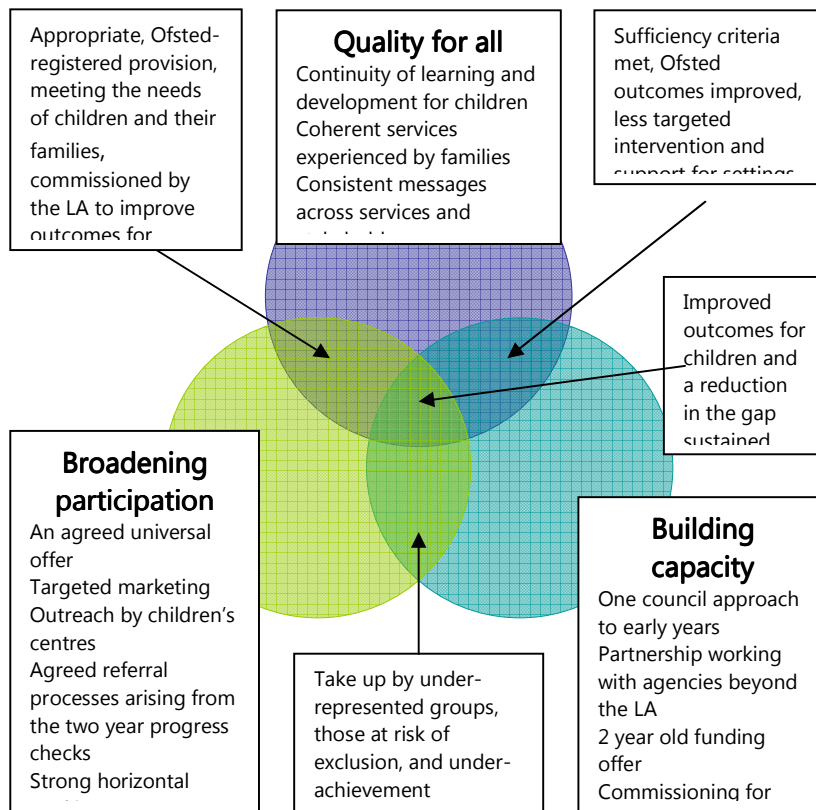 Appropriate, Ofsted-
registered provision,
meeting the needs
of children and their
families,
commissioned by
the LA to improve
outcomes for
Quality for all
Continuity of learning and
development for children
Coherent services
experienced by families
Consistent messages
across services and
Sufficiency criteria
met, Ofsted
outcomes improved,
less targeted
intervention and
support for settings
Improved
outcomes for
children and
a reduction
in the gap
sustained
Broadening
participation
An agreed universal
offer
Targeted marketing
Outreach by children's
centres
Agreed referral
processes arising from
the two year progress
checks
Strong horizontal
Take up by under-
represented groups,
those at risk of
exclusion, and under-
achievement
Building
capacity
One council approach
to early years
Partnership working
with agencies beyond
the LA
2 year old funding
offer
Commissioning for